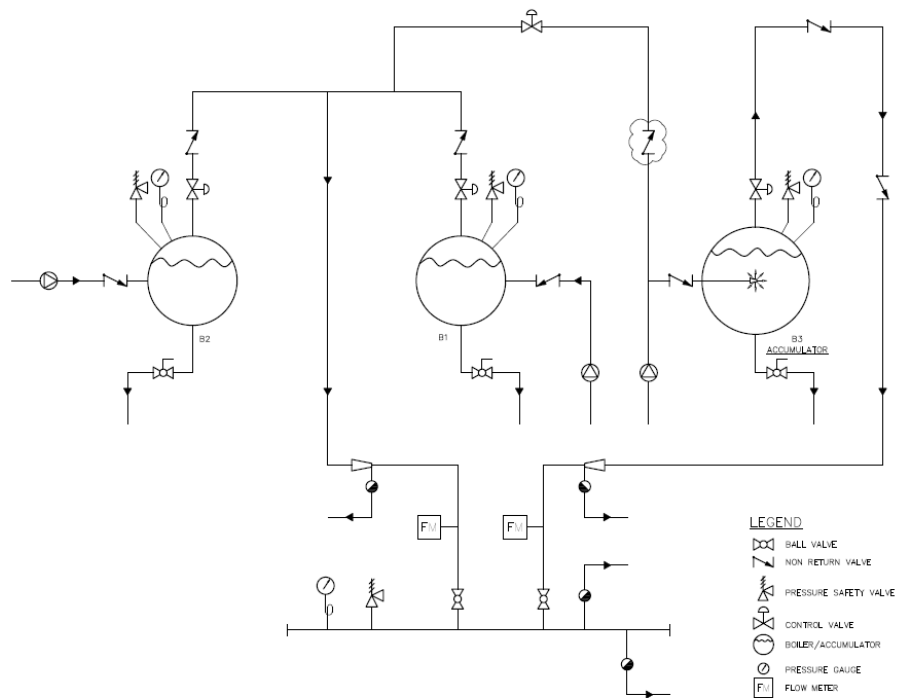 B2
B1
B3
ACCUMULATOR
FM
FM
LEGEND
BALL VALVE
NON RETURN VALVE
PRESSURE SAFETY VALVE
CONTROL VALVE
BOILER/ACCUMULATOR
PRESSURE GAUGE
FM FLOW METER